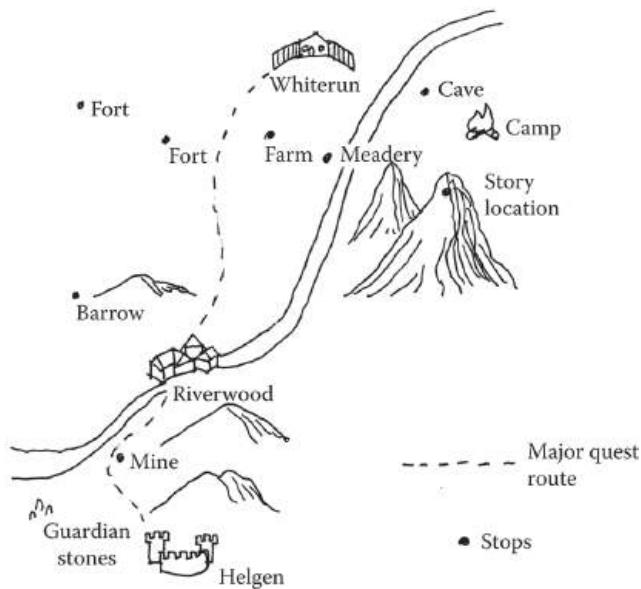 Whiterun
Fort
Cave
Fort
Farm
Meadery
Camp
Story
location
Barrow
Riverwood
Mine
Major quest
route
Guardian
stones
Helgen
Stops